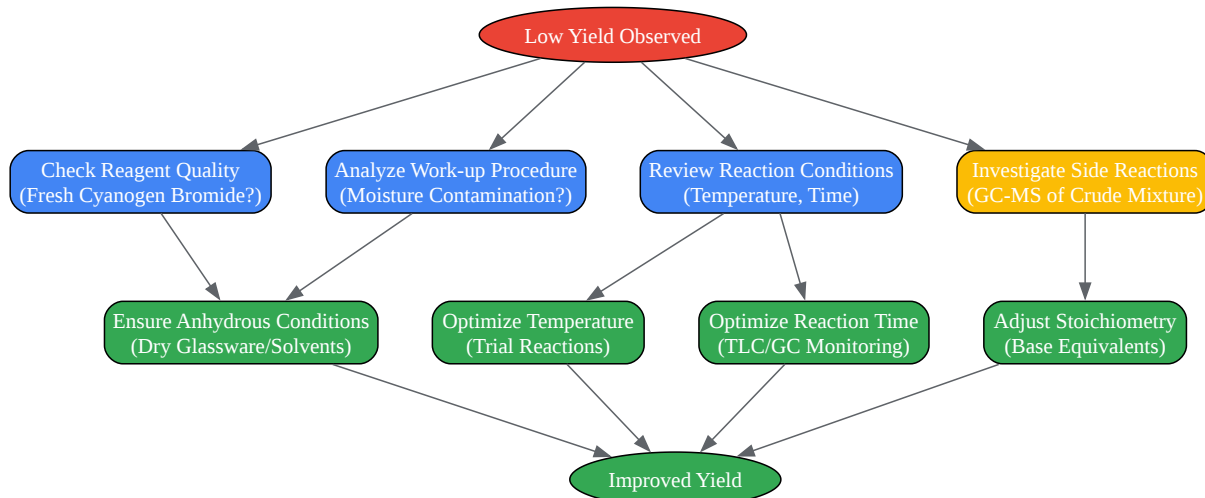 Low Yield Observed
Check Reagent Quality
(Fresh Cyanogen Bromide?)
Analyze Work-up Procedure
(Moisture Contamination?)
Review Reaction Conditions
(Temperature, Time)
Investigate Side Reactions
(GC-MS of Crude Mixture)
Ensure Anhydrous Conditions
(Dry Glassware/Solvents)
Optimize Temperature
(Trial Reactions)
Optimize Reaction Time
(TLC/GC Monitoring)
Adjust Stoichiometry
(Base Equivalents)
Improved Yield